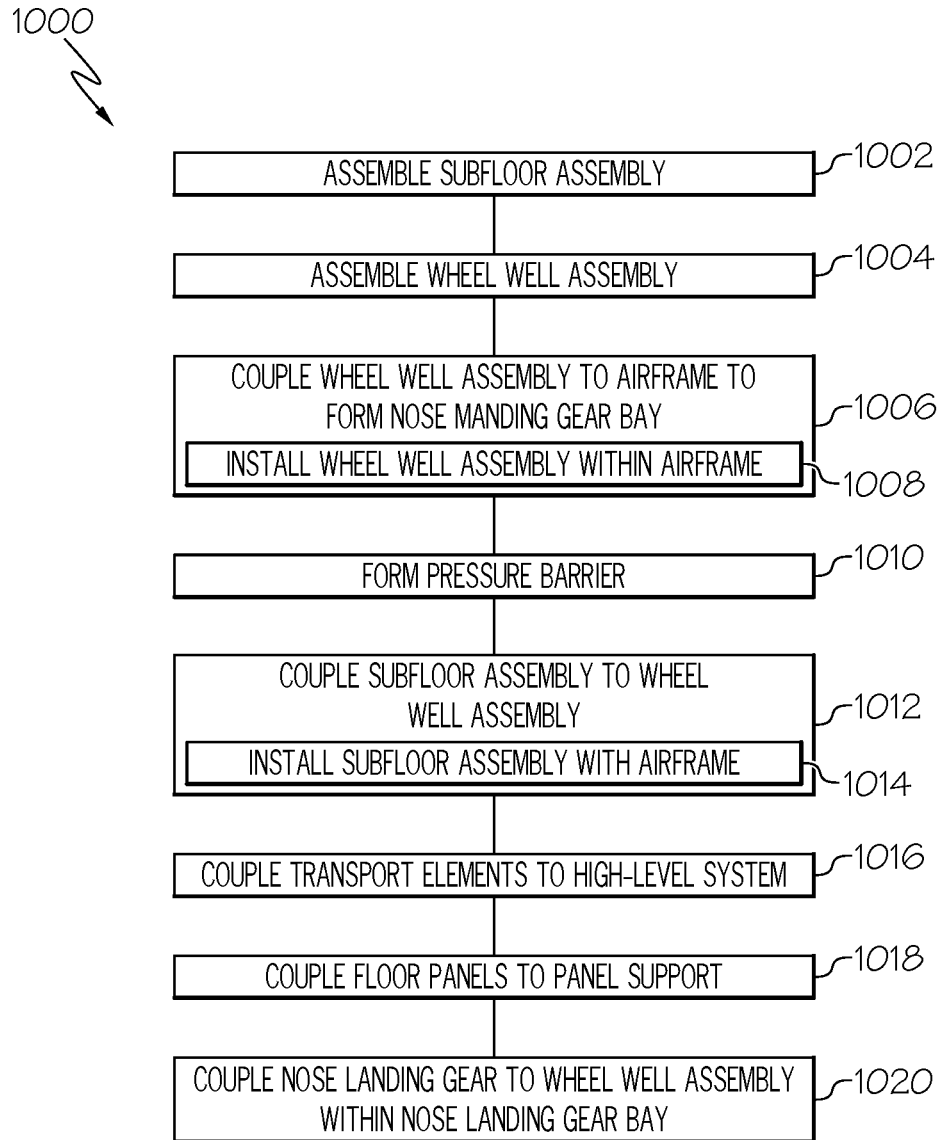 1000
ASSEMBLE SUBFLOOR ASSEMBLY
1002
ASSEMBLE WHEEL WELL ASSEMBLY
1004
COUPLE WHEEL WELL ASSEMBLY TO AIRFRAME TO
FORM NOSE MANDING GEAR BAY
1006
INSTALL WHEEL WELL ASSEMBLY WITHIN AIRFRAME
1008
FORM PRESSURE BARRIER
1010
COUPLE SUBFLOOR ASSEMBLY TO WHEEL
WELL ASSEMBLY
1012
INSTALL SUBFLOOR ASSEMBLY WITH AIRFRAME
1014
COUPLE TRANSPORT ELEMENTS TO HIGH-LEVEL SYSTEM
1016
COUPLE FLOOR PANELS TO PANEL SUPPORT
1018
COUPLE NOSE LANDING GEAR TO WHEEL WELL ASSEMBLY
WITHIN NOSE LANDING GEAR BAY
1020